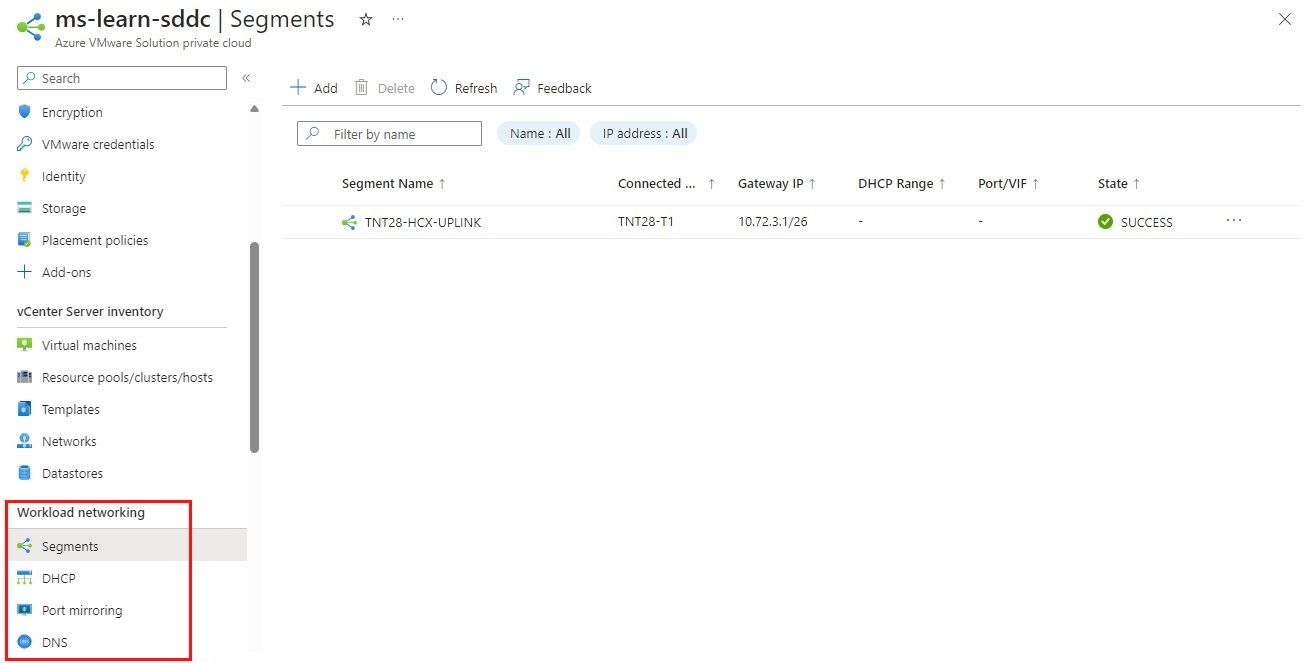 ms-learn-sddc | Segments ☆ ···
Azure VMware Solution private cloud
Search «
Encryption
VMware credentials
Identity
Storage
Placement policies
Add-ons
vCenter Server inventory
Virtual machines
Resource pools/clusters/hosts
Templates
Networks
Datastores
Workload networking
Segments
DHCP
Port mirroring
DNS
Add Delete Refresh Feedback
Filter by name Name : All IP address : All
Segment Name ↑ Connected ... ↑ Gateway IP ↑ DHCP Range ↑ Port/VIF ↑ State ↑
TNT28-HCX-UPLINK TNT28-T1 10.72.3.1/26 - - SUCCESS ···